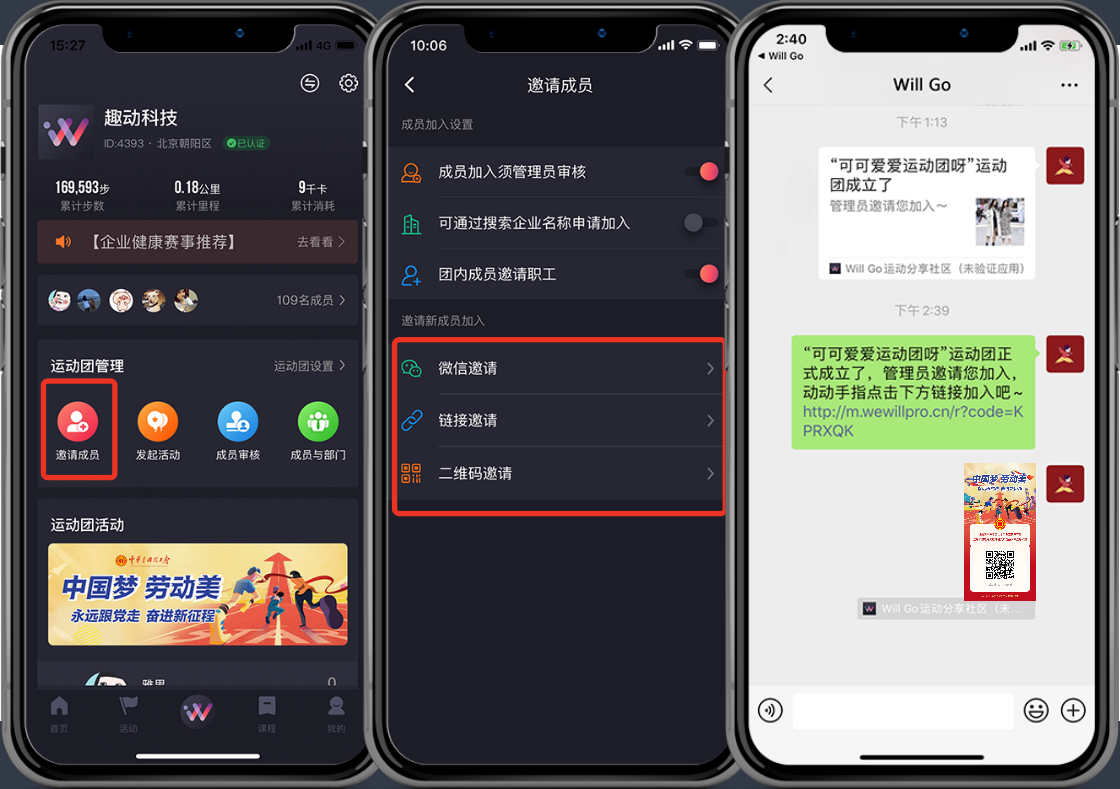 15:27
4G
趣动科技
ID:4393 · 北京朝阳区
已认证
169,593步
0.18公里
9千卡
累计步数
累计里程
累计消耗
【企业健康赛事推荐】
去看看
109名成员
运动团管理
运动团设置
邀请成员
发起活动
成员审核
成员与部门
运动团活动
中国梦 劳动美
永远跟党走 奋进新征程
雅里
0
首页
活动
课程
我的
10:06
邀请成员
成员加入设置
成员加入须管理员审核
可通过搜索企业名称申请加入
团内成员邀请职工
邀请新成员加入
微信邀请
链接邀请
二维码邀请
2:40
Will Go
Will Go
下午 1:13
“可可爱爱运动团呀”运动
团成立了
管理员邀请您加入～
Will Go运动分享社区（未验证应用）
下午 2:39
“可可爱爱运动团呀”运动团正
式成立了，管理员邀请您加入，
动动手指点击下方链接加入吧～
http://m.wewillpro.cn/r?code=K
PRXQK
中国梦 劳动美
Will Go运动分享社区（未...